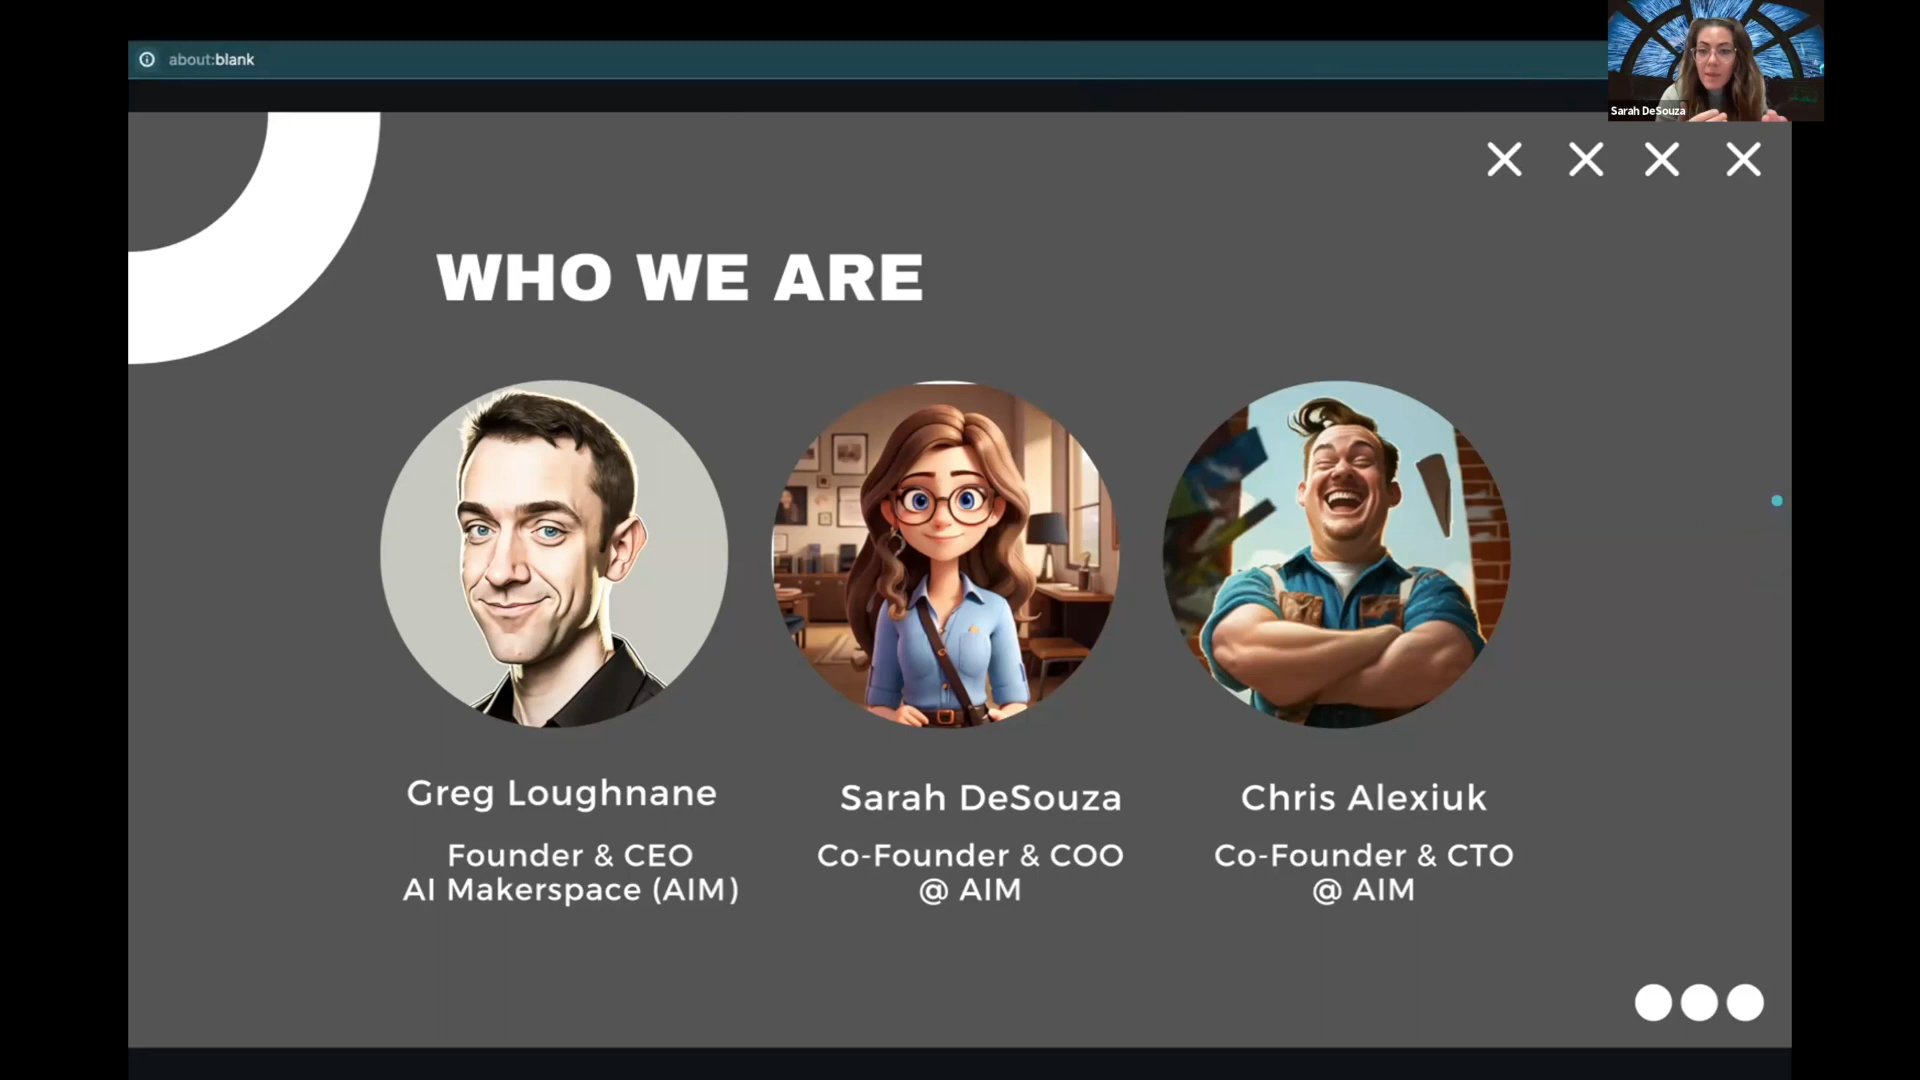 about:blank
Sarah DeSouza
WHO WE ARE
Greg Loughnane
Founder & CEO
AI Makerspace (AIM)
Sarah DeSouza
Co-Founder & COO
@ AIM
Chris Alexiuk
Co-Founder & CTO
@ AIM